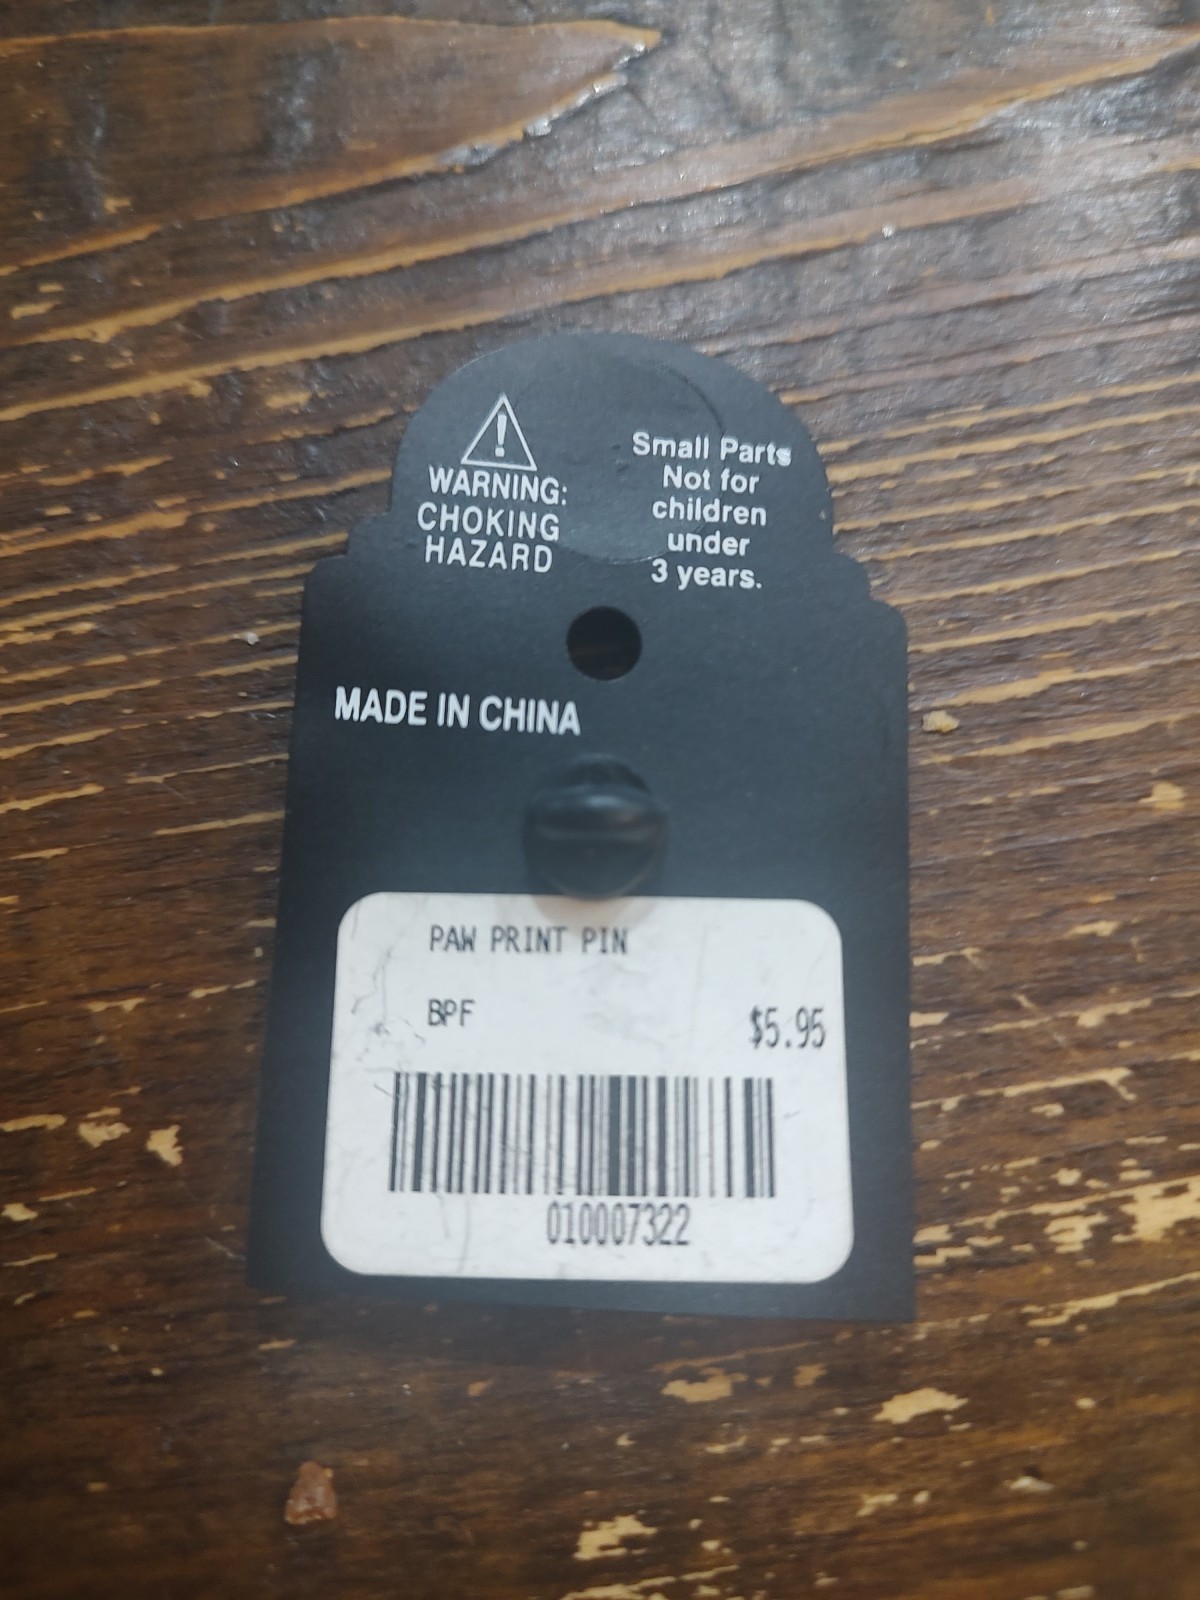 WARNING:
CHOKING
HAZARD
Small Parts
Not for
children
under
3 years.
MADE IN CHINA
PAW PRINT PIN
BPF
$5.95
010007322